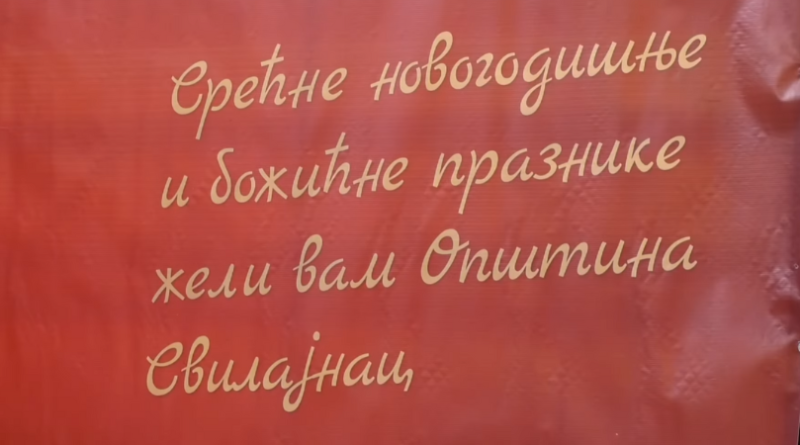 Срећне новогодишње
и божићне празнике
жели вам Општина
Свилајнац